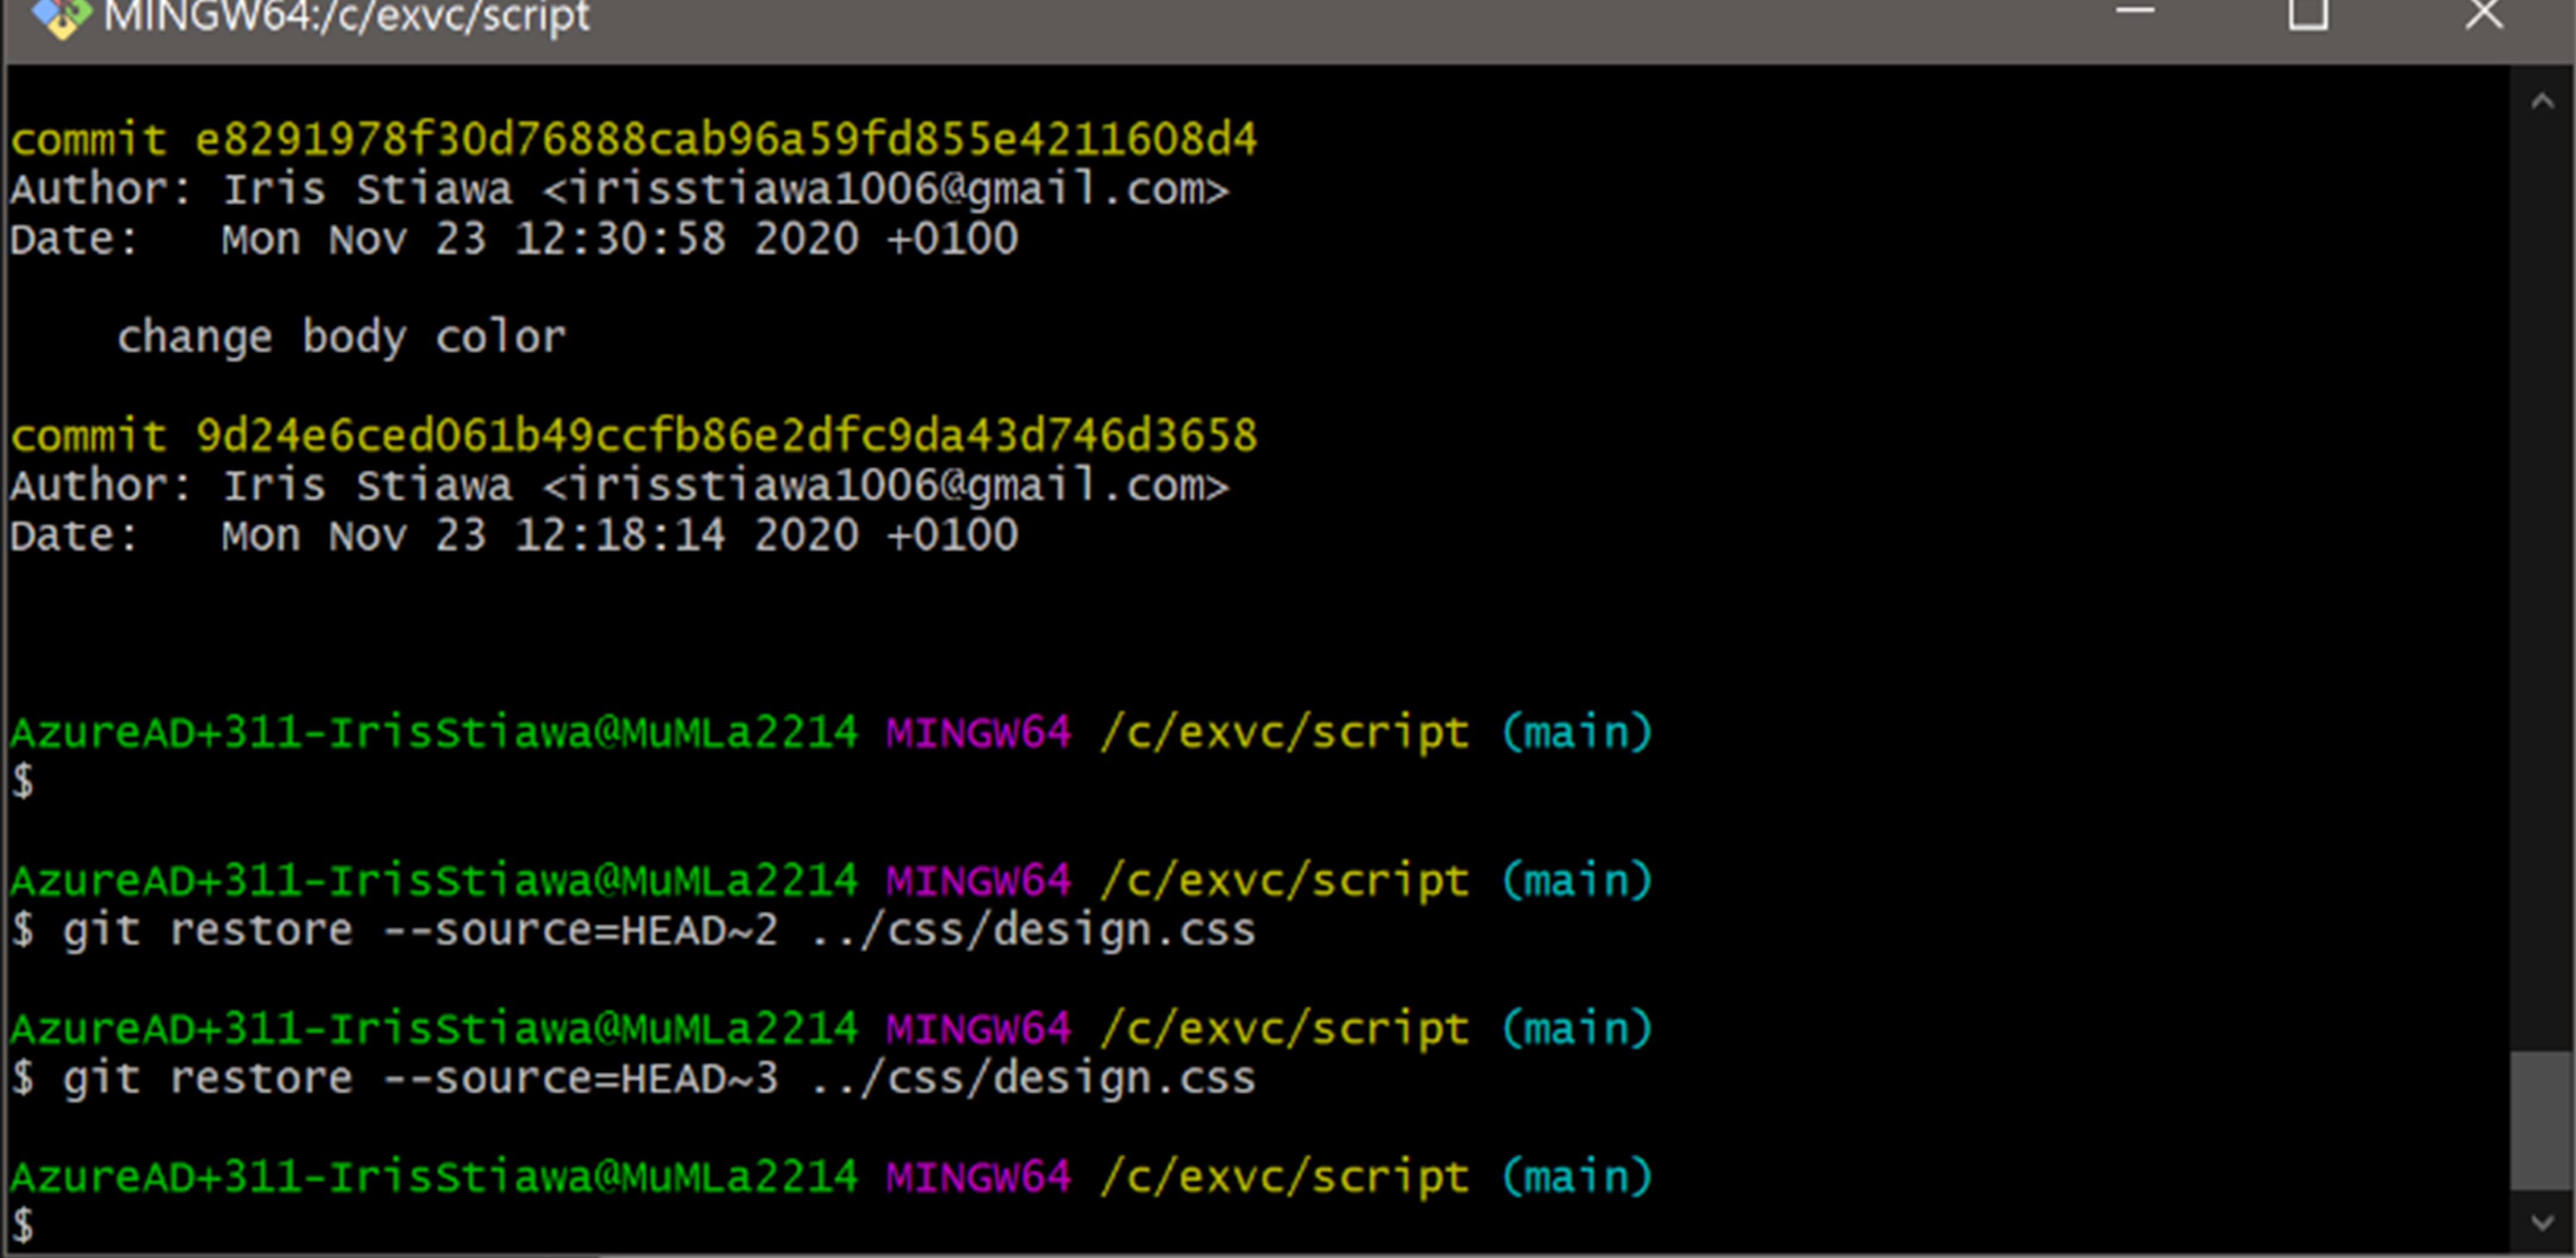 MINGW64:/c/exvc/script
commit e8291978f30d76888cab96a59fd855e4211608d4
Author: Iris Stiawa <irisstiawa1006@gmail.com>
Date:   Mon Nov 23 12:30:58 2020 +0100
    change body color
commit 9d24e6ced061b49ccfb86e2dfc9da43d746d3658
Author: Iris Stiawa <irisstiawa1006@gmail.com>
Date:   Mon Nov 23 12:18:14 2020 +0100
AzureAD+311-IrisStiawa@MuMLa2214 MINGW64 /c/exvc/script (main)
$
AzureAD+311-IrisStiawa@MuMLa2214 MINGW64 /c/exvc/script (main)
$ git restore --source=HEAD~2 ../css/design.css
AzureAD+311-IrisStiawa@MuMLa2214 MINGW64 /c/exvc/script (main)
$ git restore --source=HEAD~3 ../css/design.css
AzureAD+311-IrisStiawa@MuMLa2214 MINGW64 /c/exvc/script (main)
$